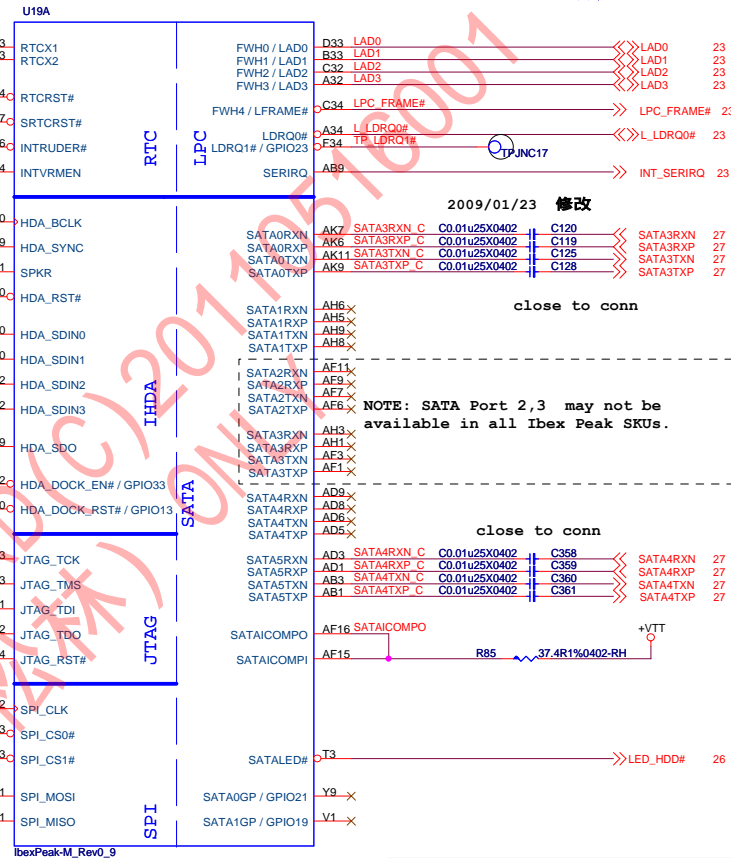 U19A
RTCX1
RTCX2
RTCRST#
SRTCRST#
INTRUDER#
INTVRMEN
RTC
LPC
FWH0 / LAD0 D33 LAD0 LAD0 23
FWH1 / LAD1 B33 LAD1 LAD1 23
FWH2 / LAD2 C32 LAD2 LAD2 23
FWH3 / LAD3 A32 LAD3 LAD3 23
FWH4 / LFRAME# C34 LPC_FRAME# LPC_FRAME# 23
LDRQ0# A34 L_LDRQ0# L_LDRQ0# 23
LDRQ1# / GPIO23 F34 TP_LDRQ1# TPJNC17
SERIRQ AB9 INT_SERIRQ 23
2009/01/23 修改
HDA_BCLK
HDA_SYNC
SPKR
HDA_RST#
HDA_SDIN0
HDA_SDIN1
HDA_SDIN2
HDA_SDIN3
HDA_SDO
HDA_DOCK_EN# / GPIO33
HDA_DOCK_RST# / GPIO13
IHDA
SATA
SATA0RXN AK7 SATA3RXN_C C0.01u25X0402 C120 SATA3RXN 27
SATA0RXP AK6 SATA3RXP_C C0.01u25X0402 C119 SATA3RXP 27
SATA0TXN AK11 SATA3TXN_C C0.01u25X0402 C125 SATA3TXN 27
SATA0TXP AK9 SATA3TXP_C C0.01u25X0402 C128 SATA3TXP 27
close to conn
SATA1RXN AH6
SATA1RXP AH5
SATA1TXN AH9
SATA1TXP AH8
SATA2RXN AF11
SATA2RXP AF9
SATA2TXN AF7
SATA2TXP AF6
NOTE: SATA Port 2,3 may not be
available in all Ibex Peak SKUs.
SATA3RXN AH3
SATA3RXP AH1
SATA3TXN AF3
SATA3TXP AF1
SATA4RXN AD9
SATA4RXP AD8
SATA4TXN AD6
SATA4TXP AD5
close to conn
SATA5RXN AD3 SATA4RXN_C C0.01u25X0402 C358 SATA4RXN 27
SATA5RXP AD1 SATA4RXP_C C0.01u25X0402 C359 SATA4RXP 27
SATA5TXN AB3 SATA4TXN_C C0.01u25X0402 C360 SATA4TXN 27
SATA5TXP AB1 SATA4TXP_C C0.01u25X0402 C361 SATA4TXP 27
JTAG_TCK
JTAG_TMS
JTAG_TDI
JTAG_TDO
JTAG_RST#
JTAG
SATAICOMPO AF16 SATAICOMPO
+VTT
SATAICOMPI AF15 R85 37.4R1%0402-RH
SPI_CLK
SPI_CS0#
SPI_CS1#
SPI_MOSI
SPI_MISO
SPI
SATALED# T3 LED_HDD# 26
SATA0GP / GPIO21 Y9
SATA1GP / GPIO19 V1
IbexPeak-M_Rev0_9
D(C)20110516001
林) ONLY